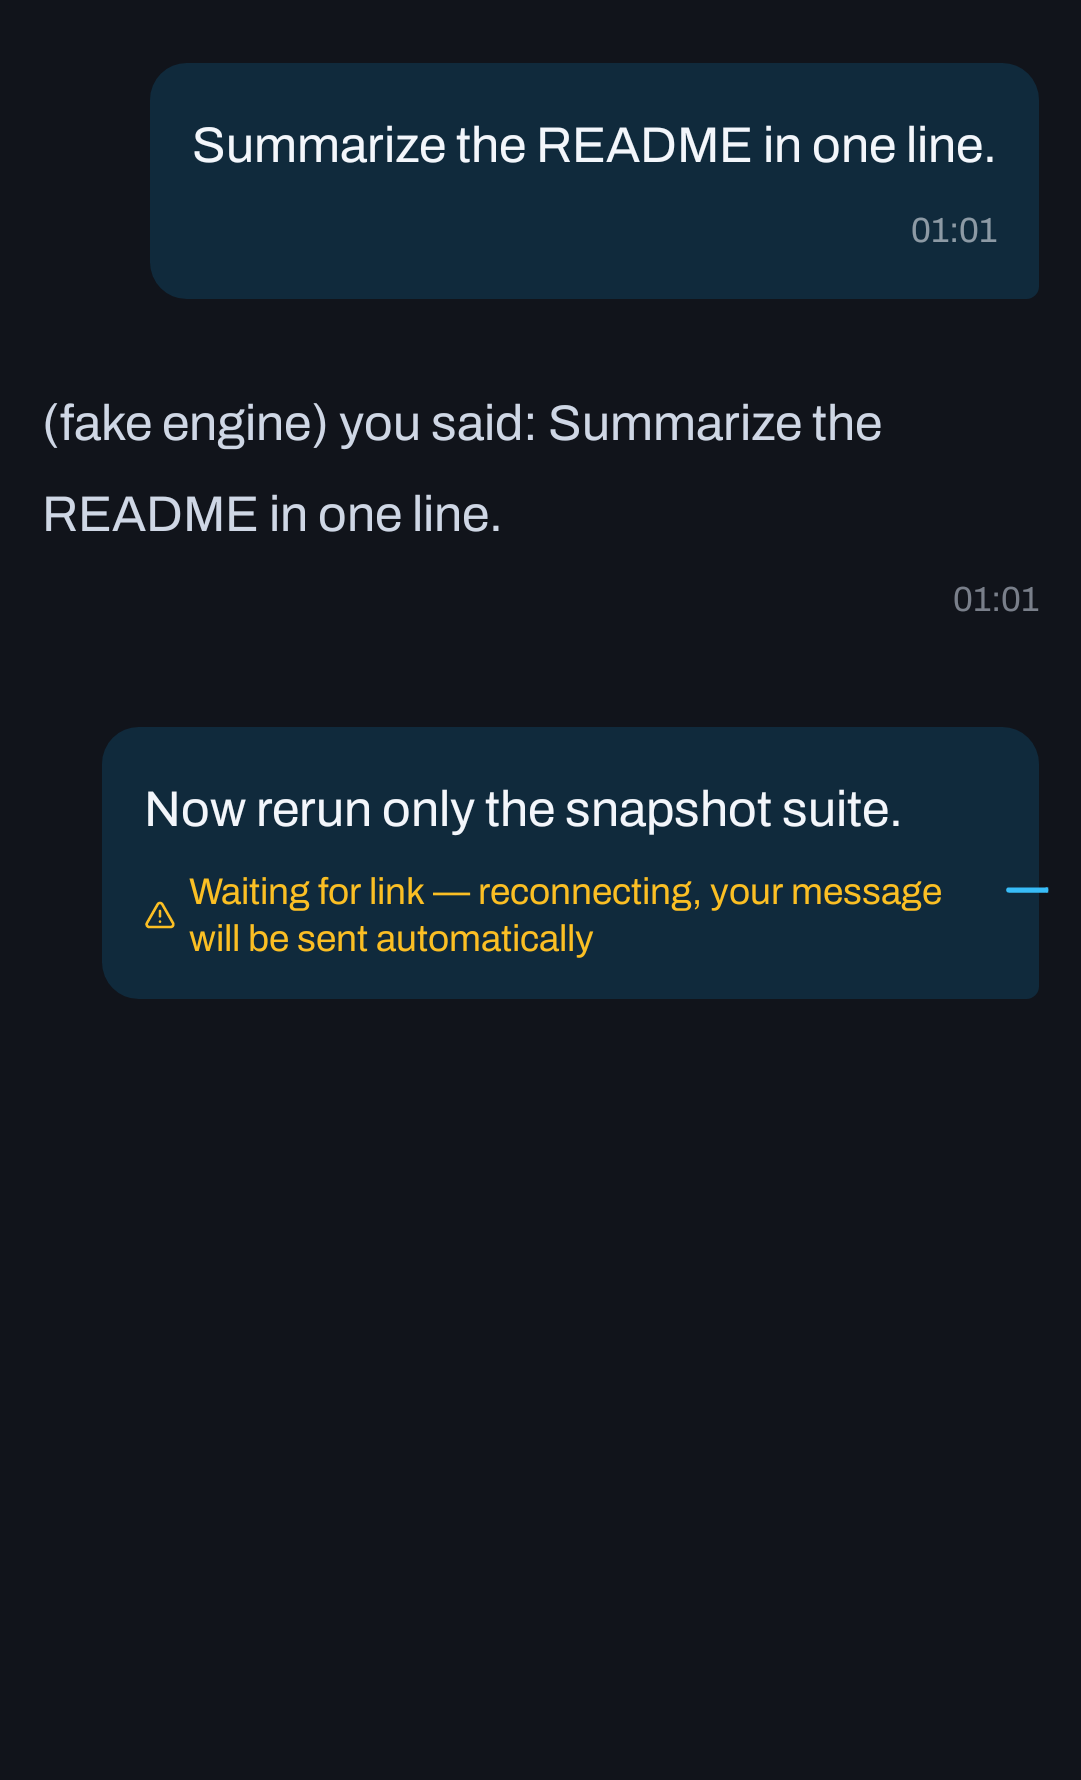 Summarize the README in one line.
01:01
(fake engine) you said: Summarize the
README in one line.
01:01
Now rerun only the snapshot suite.
Waiting for link — reconnecting, your message
will be sent automatically